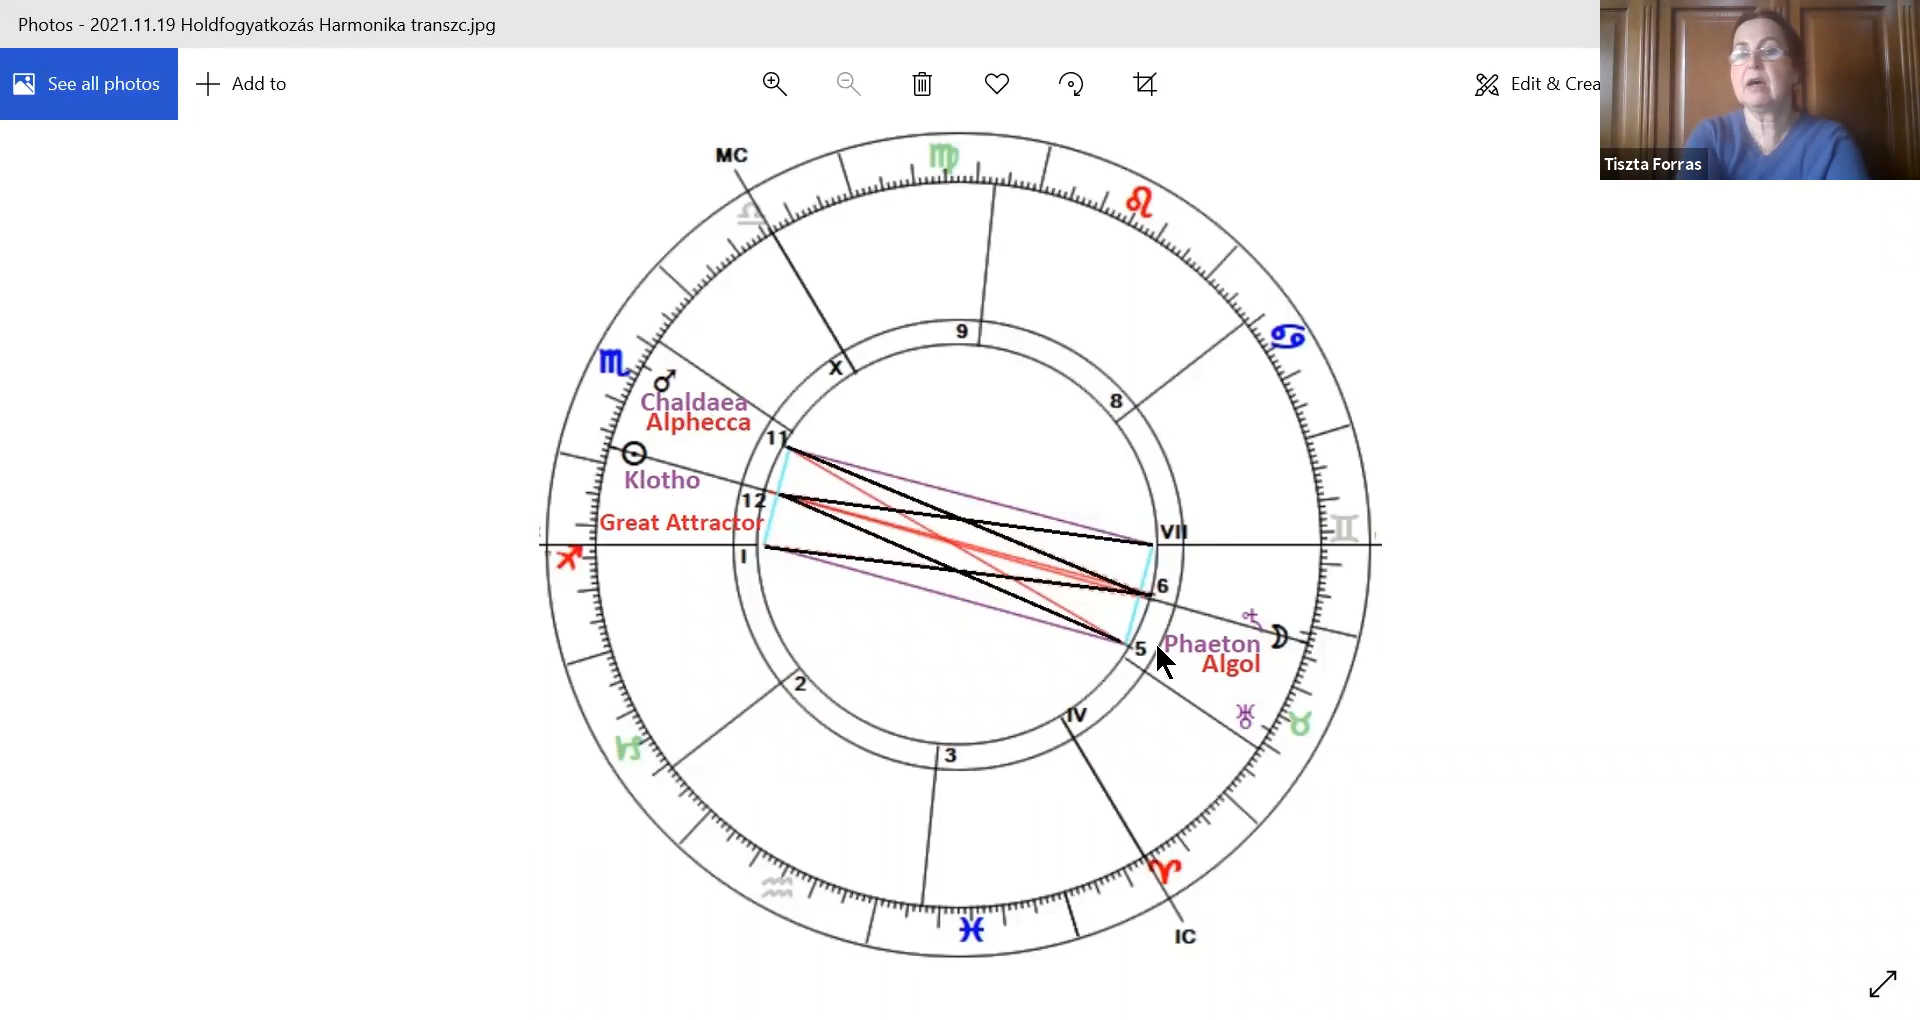 Photos - 2021.11.19 Holdfogyatkozás Harmonika transzc.jpg
See all photos
Add to
Edit & Crea
Tiszta Forras
MC
9
X
8
Chaldaea
Alphecca
11
Klotho
12
Great Attractor
VII
I
6
5
Phaeton
Algol
2
IV
3
IC